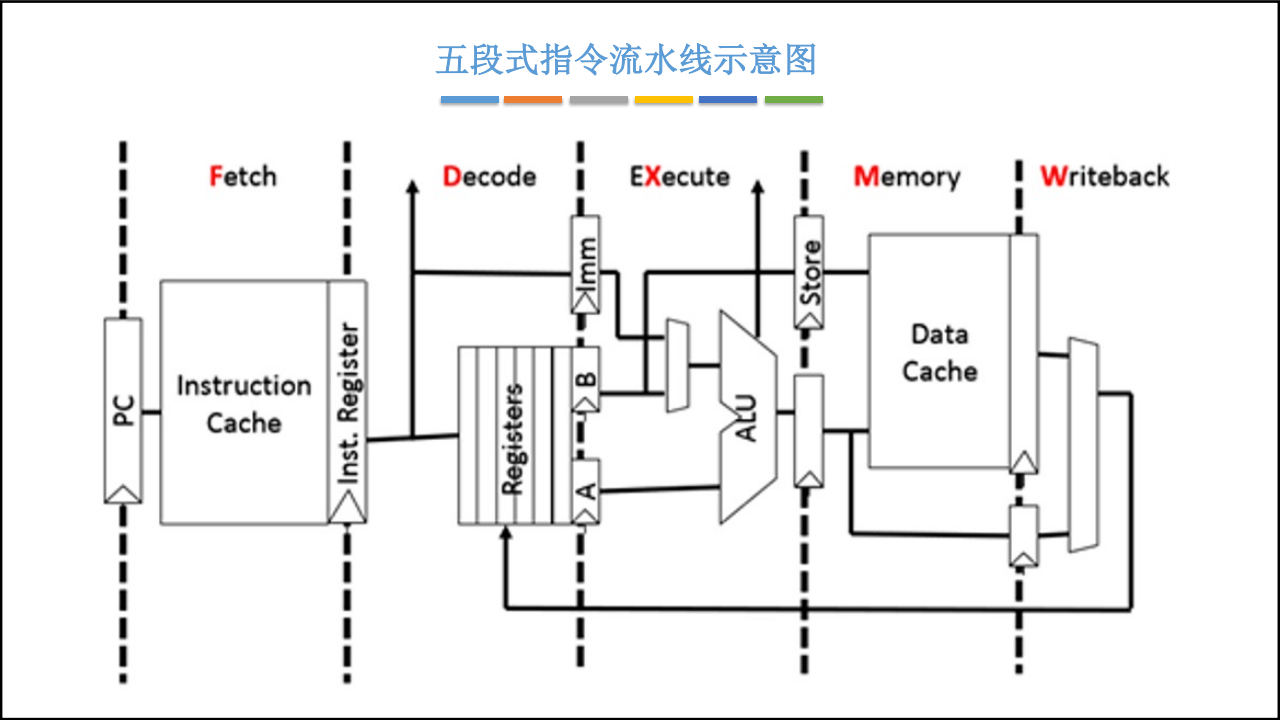 五段式指令流水线示意图
Fetch
Decode
EXecute
Memory
Writeback
PC
Instruction
Cache
Inst. Register
Registers
Imm
B
A
ALU
Store
Data
Cache